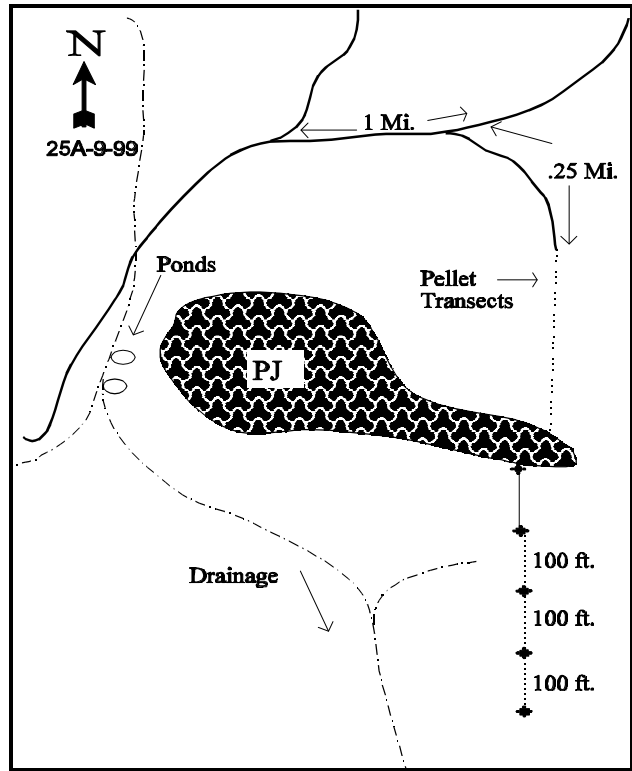 N
25A-9-99
1 Mi.
.25 Mi.
Ponds
Pellet
Transects
PJ
Drainage
100 ft.
100 ft.
100 ft.